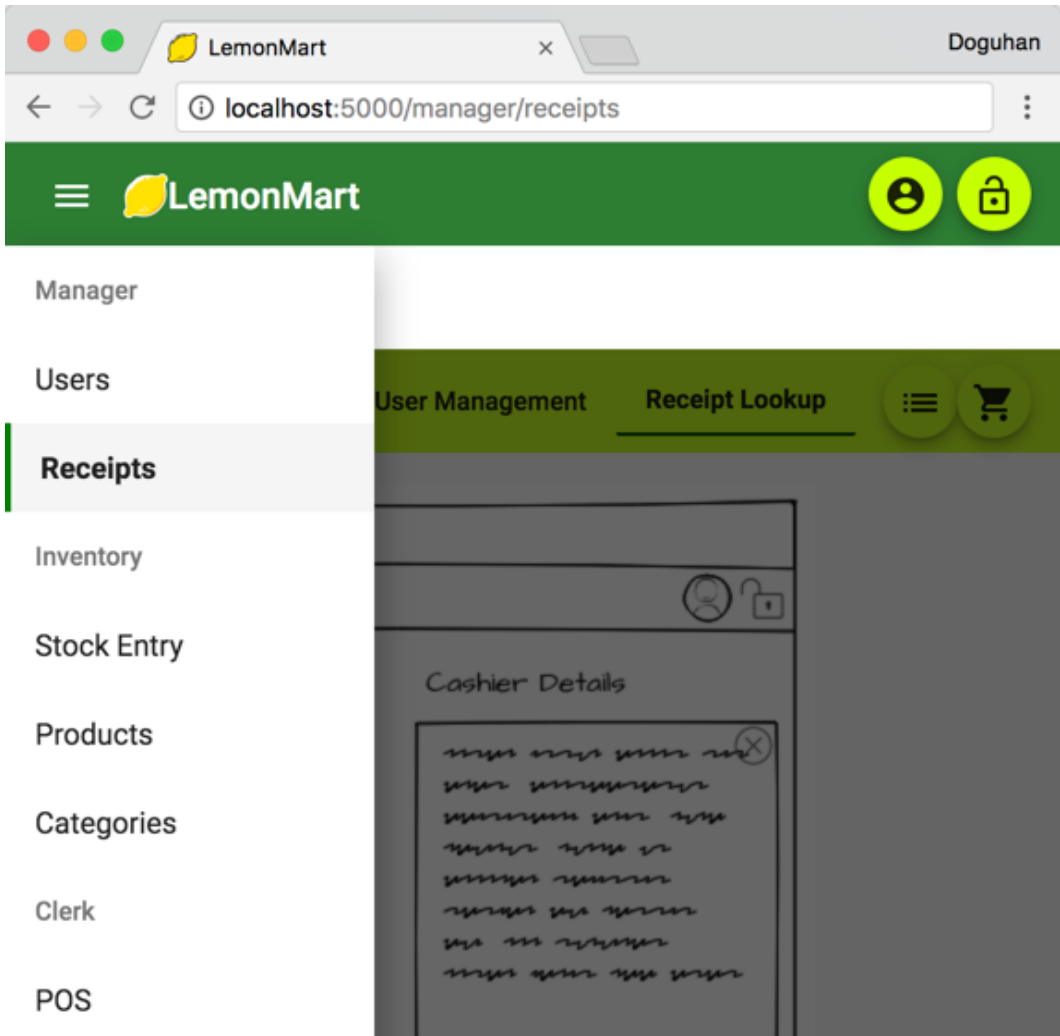 LemonMart
Doguhan
localhost:5000/manager/receipts
LemonMart
Manager
Users
Receipts
Inventory
Stock Entry
Products
Categories
Clerk
POS
User Management Receipt Lookup
Cashier Details